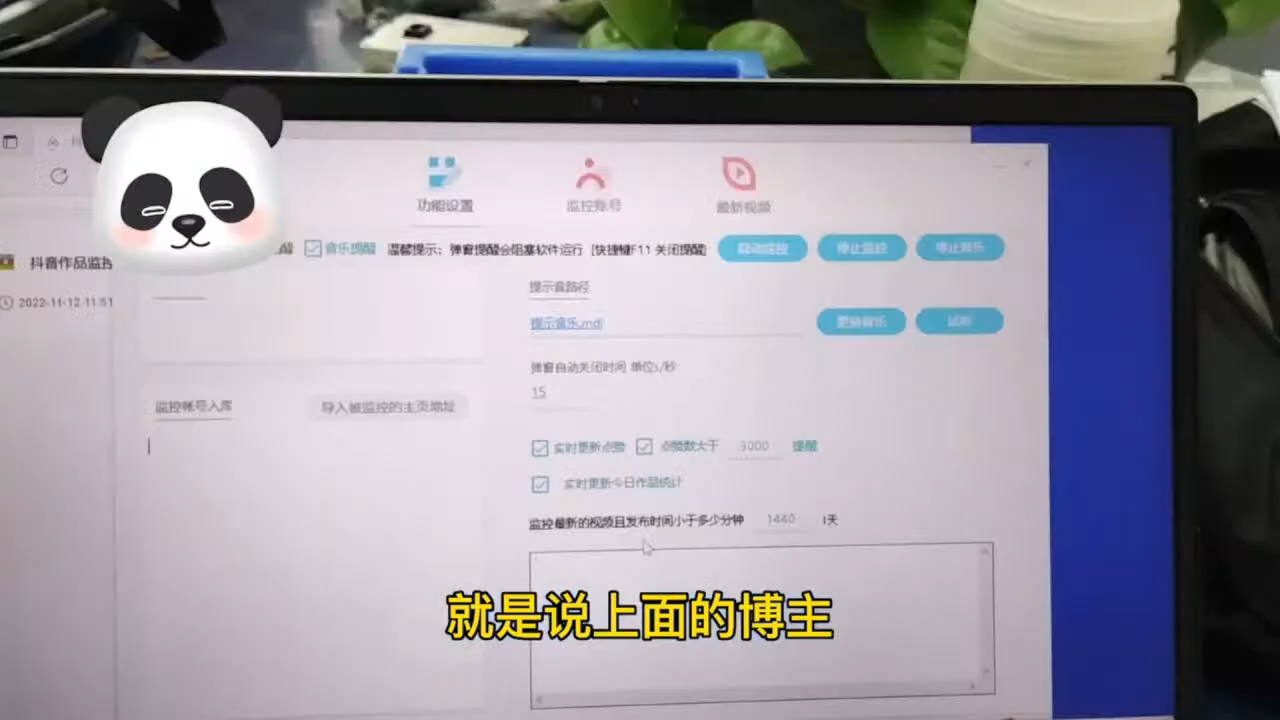 功能设置
监控账号
最新视频
醒 音乐提醒 温馨提示：弹窗提醒会阻塞软件运行 [快捷键F11 关闭提醒] 启动监控 停止监控 停止音乐
抖音作品监控
2022-11-12 11:51
提示音路径
提示音乐.mdi 更换音乐 试听
弹窗自动关闭时间 单位:/秒
15
监控帐号入库 导入被监控的主页地址
实时更新点赞 点赞数大于 3000 提醒
实时更新今日作品统计
监控最新的视频且发布时间小于多少分钟 1440 1天
就是说上面的博主